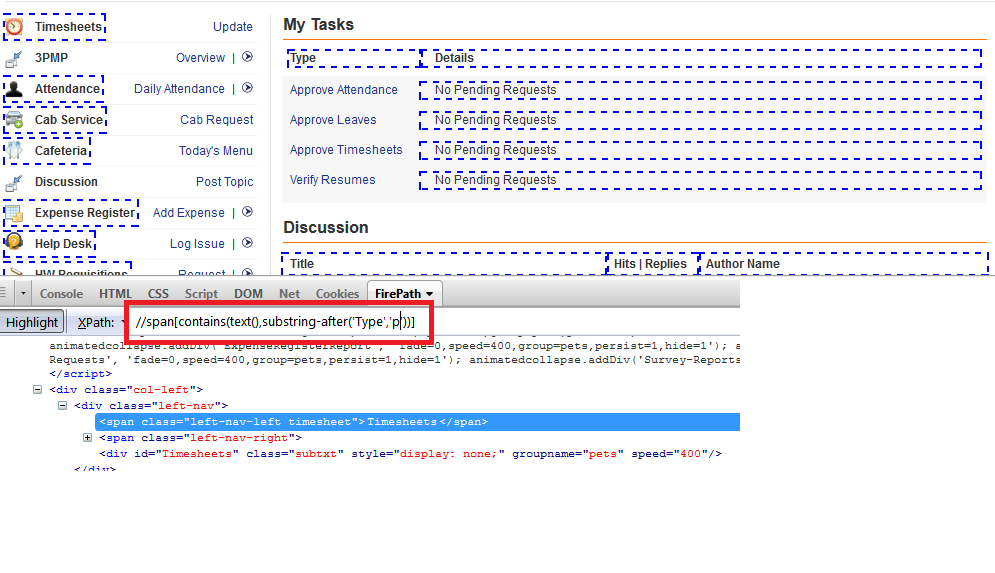 Timesheets Update
3PMP Overview |
Attendance Daily Attendance |
Cab Service Cab Request
Cafeteria Today's Menu
Discussion Post Topic
Expense Register Add Expense |
Help Desk Log Issue |
HW Requisitions Request |
My Tasks
Type Details
Approve Attendance No Pending Requests
Approve Leaves No Pending Requests
Approve Timesheets No Pending Requests
Verify Resumes No Pending Requests
Discussion
Title Hits | Replies Author Name
Console HTML CSS Script DOM Net Cookies FirePath
Highlight XPath: //span[contains(text(),substring-after('Type','p'))]
animatedcollapse.addDiv('ExpenseRegisterReport', 'fade=0,speed=400,group=pets,persist=1,hide=1'); a
Requests', 'fade=0,speed=400,group=pets,persist=1,hide=1'); animatedcollapse.addDiv('Survey-Reports
</script>
<div class="col-left">
<div class="left-nav">
<span class="left-nav-left timesheet">Timesheets</span>
<span class="left-nav-right">
<div id="Timesheets" class="subtxt" style="display: none;" groupname="pets" speed="400"/>
</div>